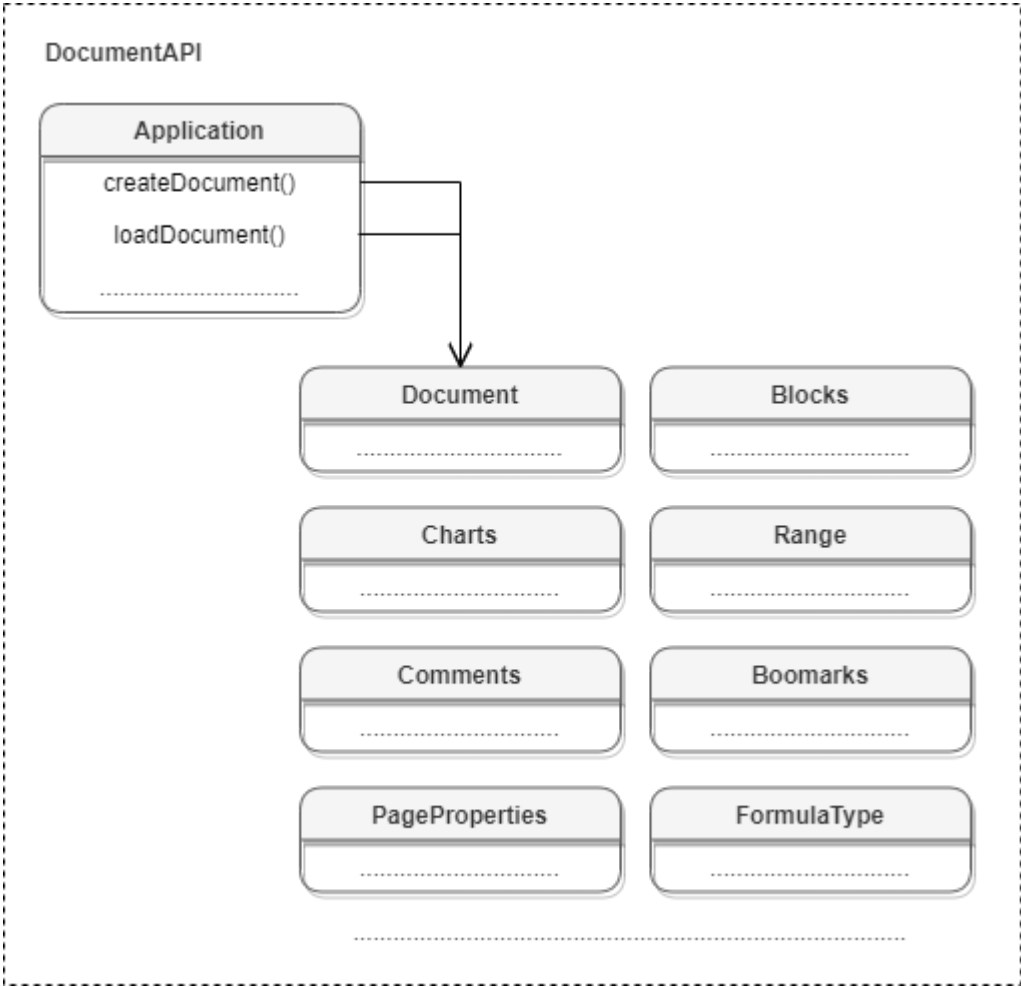 DocumentAPI
Application
createDocument()
loadDocument()
Document
Blocks
Charts
Range
Comments
Boomarks
PageProperties
FormulaType